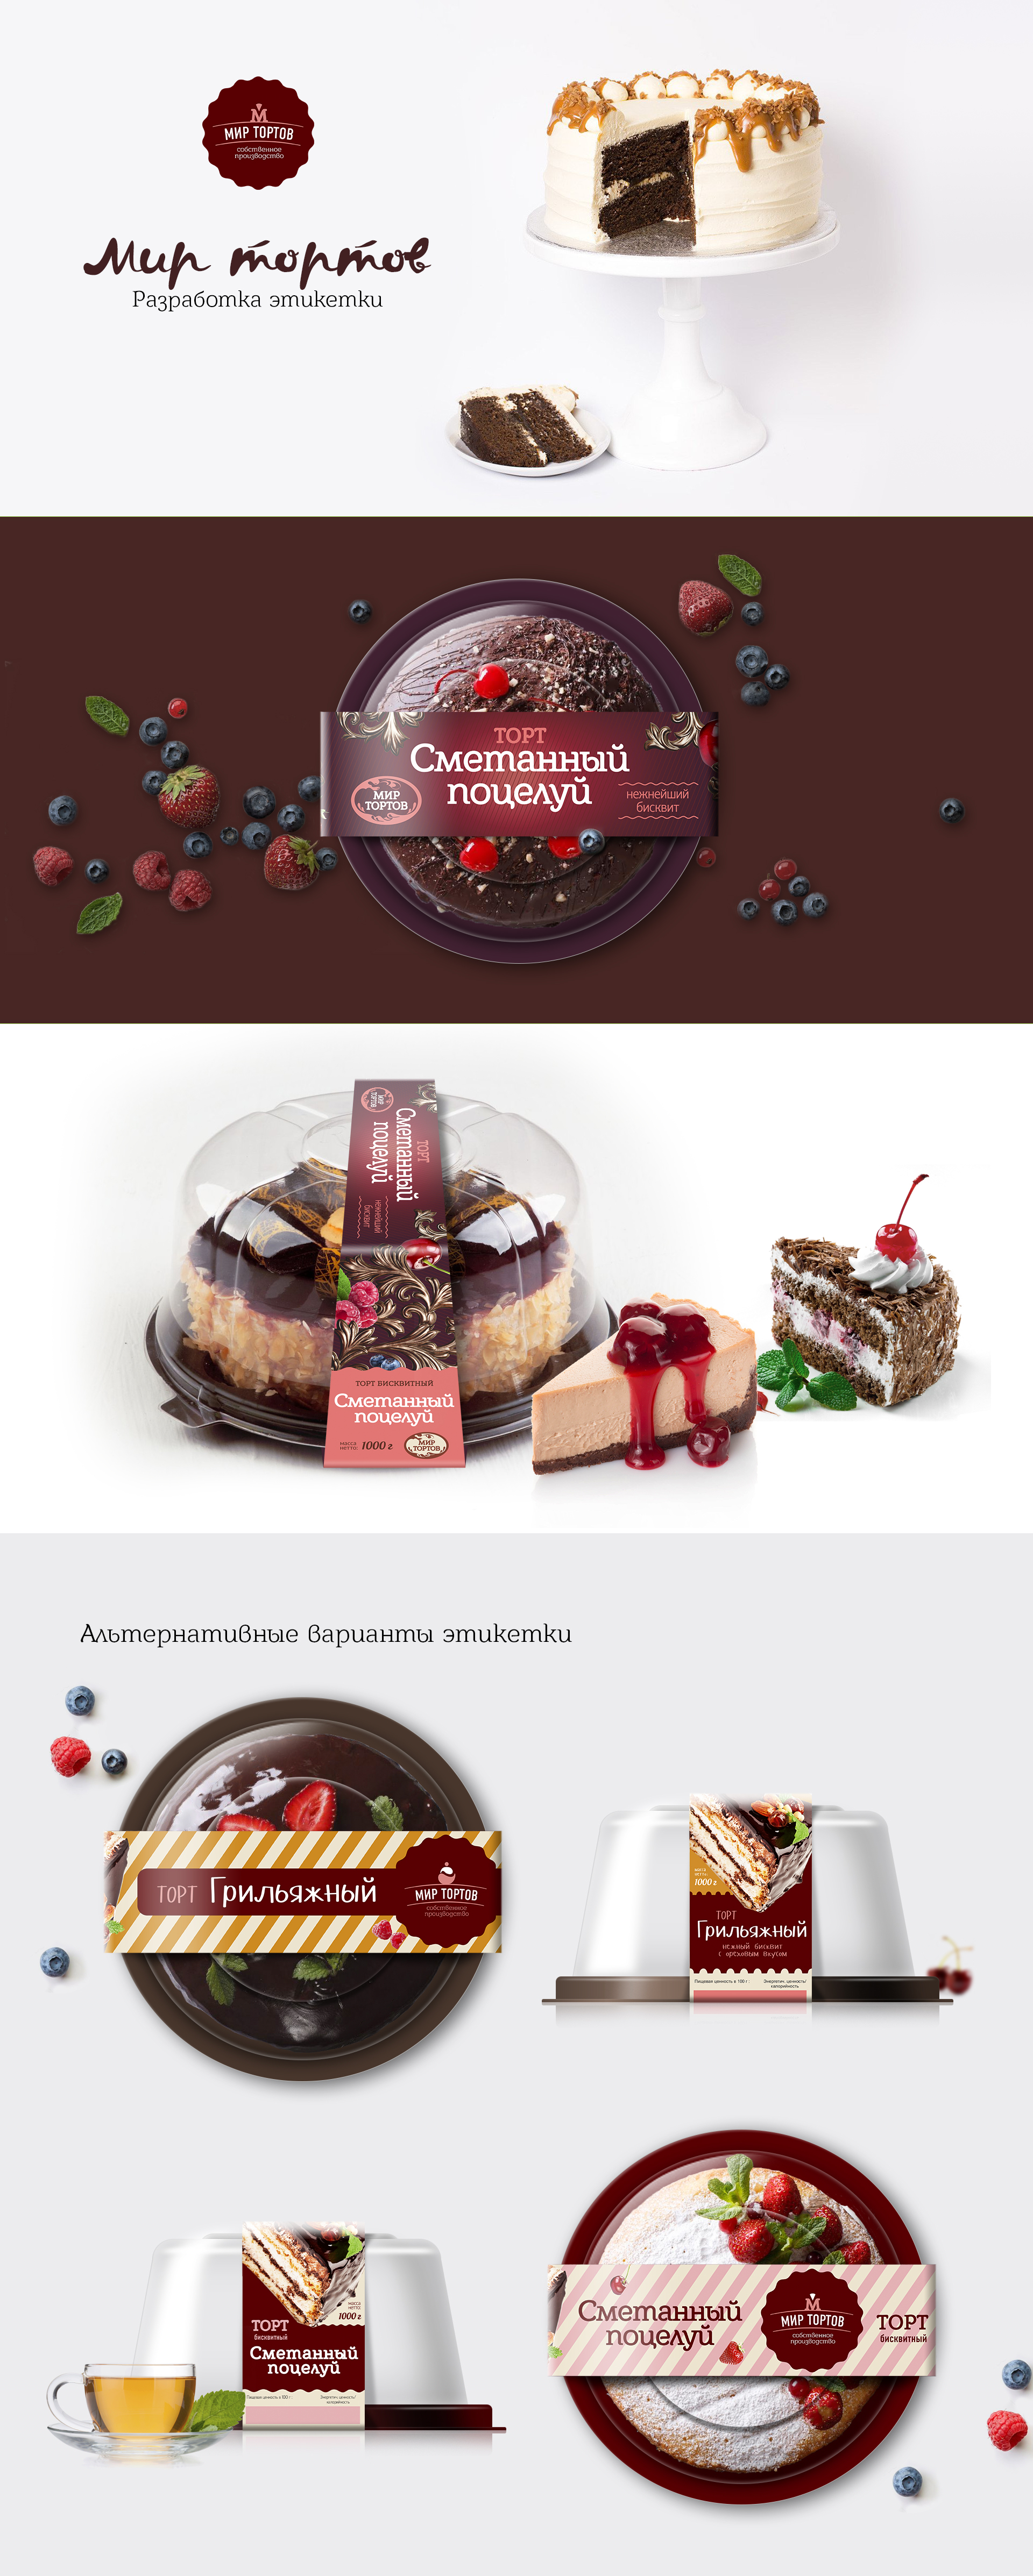 М
МИР ТОРТОВ
собственное
производство
Мир тортов
Разработка этикетки
ТОРТ
Сметанный
поцелуй
МИР
ТОРТОВ
нежнейший
бисквит
МИР
ТОРТОВ
ТОРТ
Сметанный
поцелуй
нежнейший
бисквит
ТОРТ БИСКВИТНЫЙ
Сметанный
поцелуй
МАССА
НЕТТО:
1000 г
МИР
ТОРТОВ
Альтернативные варианты этикетки
ТОРТ Грильяжный
МИР ТОРТОВ
собственное
производство
МАССА
НЕТТО:
1000 г
ТОРТ
Грильяжный
нежный бисквит
с ореховым вкусом
Пищевая ценность в 100 г :
Энергетич. ценность/
калорийность
МАССА
НЕТТО:
1000 г
ТОРТ
бисквитный
Сметанный
поцелуй
Пищевая ценность в 100 г :
Энергетич. ценность/
калорийность
Сметанный
поцелуй
М
МИР ТОРТОВ
собственное
производство
ТОРТ
бисквитный